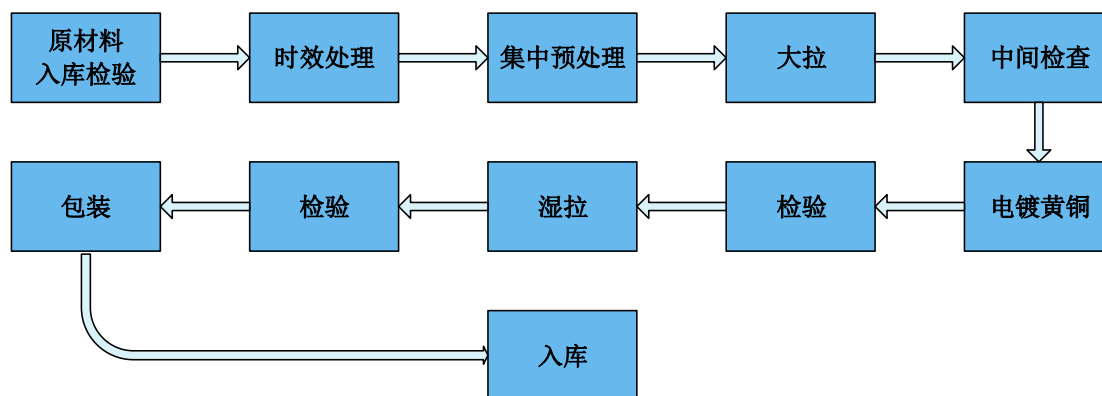 原材料
入库检验
时效处理
集中预处理
大拉
中间检查
电镀黄铜
检验
湿拉
检验
包装
入库